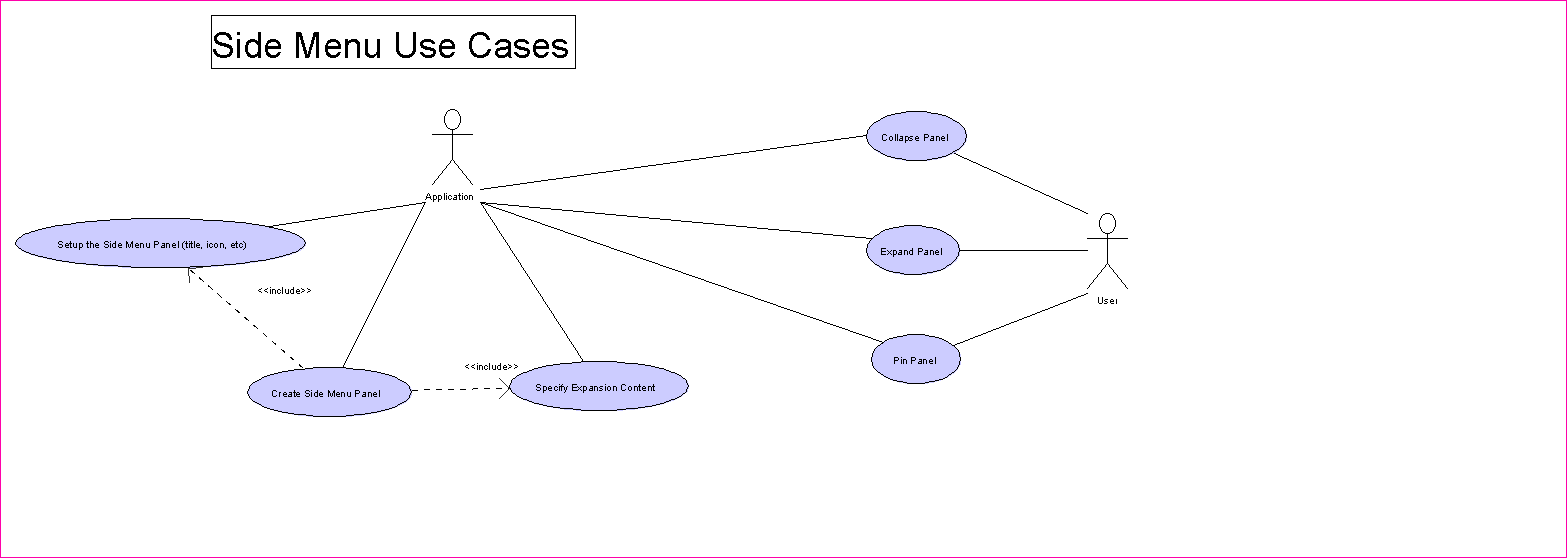 Side Menu Use Cases
Collapse Panel
Application
Setup the Side Menu Panel (title, icon, etc)
Expand Panel
<<include>>
User
Pin Panel
<<include>>
Create Side Menu Panel
Specify Expansion Content